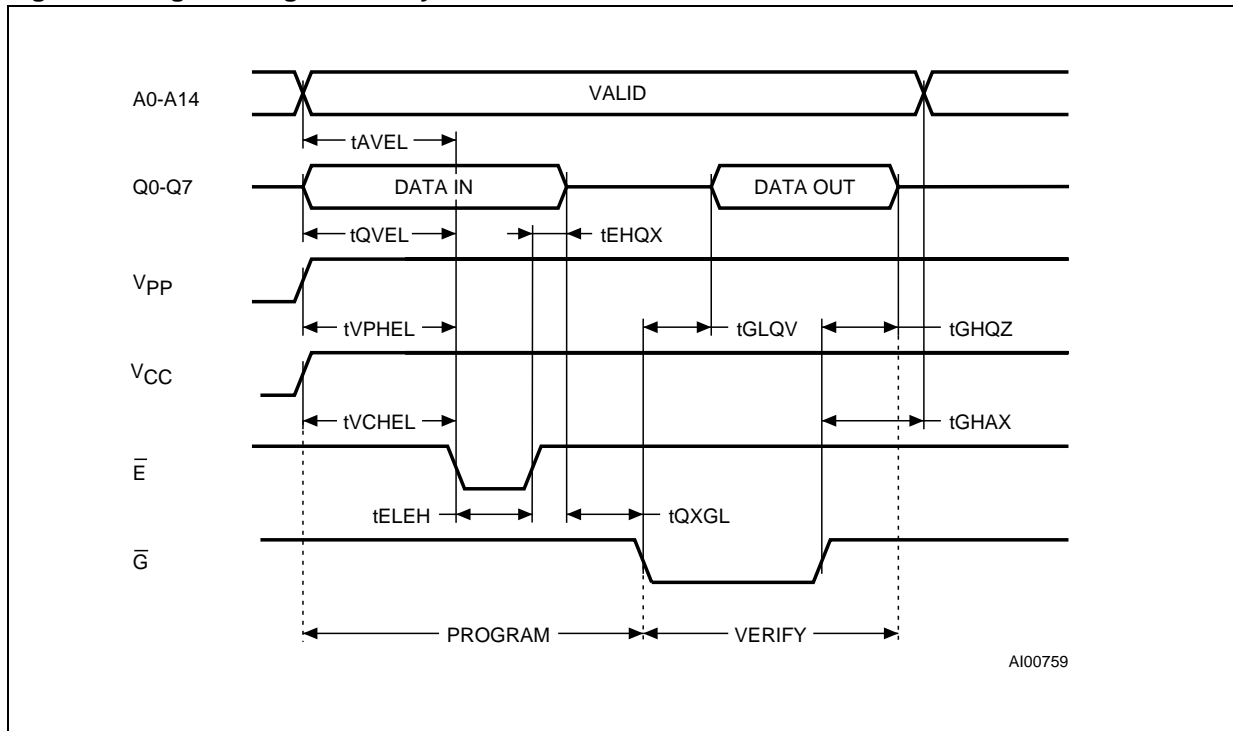 A0-A14
VALID
tAVEL
Q0-Q7
DATA IN
DATA OUT
tQVEL
tEHQX
VPP
tVPHEL
tGLQV
tGHQZ
VCC
tVCHEL
tGHAX
E̅
tELEH
tQXGL
G̅
PROGRAM
VERIFY
AI00759